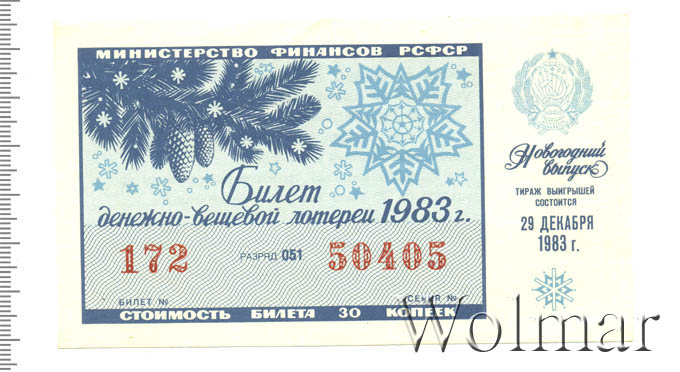 МИНИСТЕРСТВО ФИНАНСОВ РСФСР
Билет
денежно-вещевой лотереи 1983 г.
172 РАЗРЯД 051 50405
БИЛЕТ № СЕРИЯ №
СТОИМОСТЬ БИЛЕТА 30 КОПЕЕК
Новогодний
выпуск
ТИРАЖ ВЫИГРЫШЕЙ
СОСТОИТСЯ
29 ДЕКАБРЯ
1983 г.
Wolmar